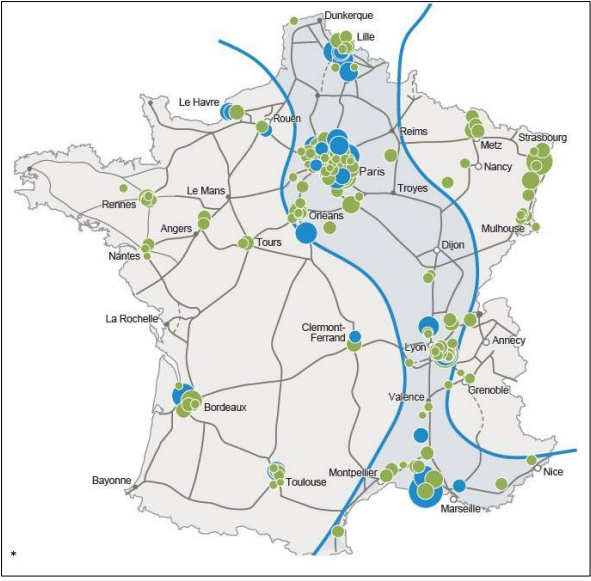 Dunkerque
Lille
Le Havre
Rouen
Reims
Metz
Strasbourg
Nancy
Paris
Troyes
Rennes
Le Mans
Orléans
Mulhouse
Angers
Tours
Dijon
Nantes
La Rochelle
Clermont-
Ferrand
Lyon
Annecy
Grenoble
Valence
Bordeaux
Montpellier
Nice
Bayonne
Toulouse
Marseille
*